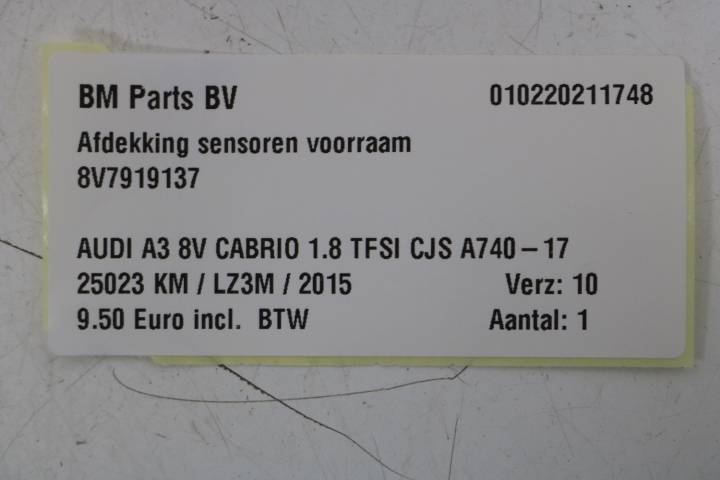 BM Parts BV 010220211748
Afdekking sensoren voorraam
8V7919137
AUDI A3 8V CABRIO 1.8 TFSI CJS A740 – 17
25023 KM / LZ3M / 2015 Verz: 10
9.50 Euro incl. BTW Aantal: 1